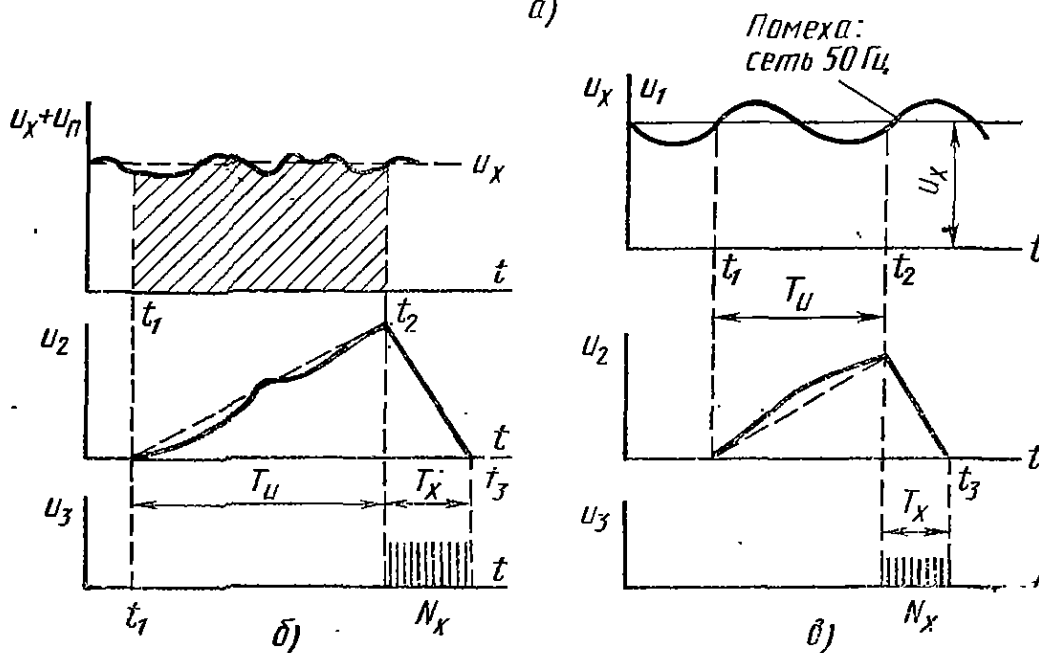 а)
Помеха:
сеть 50 Гц
u_x+u_п
u_x
t
t_1
t_2
u_2
t
T_и
T_x
t_3
u_3
t
t_1
N_x
б)
u_x
u_1
u_x
t
t_1
t_2
T_и
u_2
t
t_3
T_x
u_3
t
N_x
в)